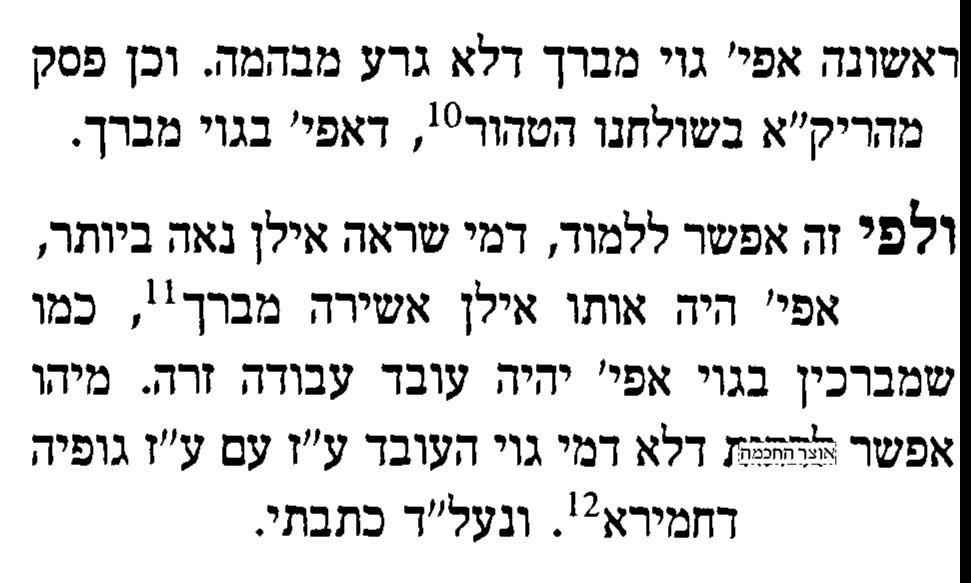 ראשונה אפי׳ גוי מברך דלא גרע מבהמה. וכן פסק
מהריק״א בשולחנו הטהור10, דאפי׳ בגוי מברך.
ולפי זה אפשר ללמוד, דמי שראה אילן נאה ביותר,
אפי׳ היה אותו אילן אשירה מברך11, כמו
שמברכין בגוי אפי׳ יהיה עובד עבודה זרה. מיהו
אפשר אוצר החכמה דלא דמי גוי העובד ע״ז עם ע״ז גופיה
דחמירא12. ונעל״ד כתבתי.